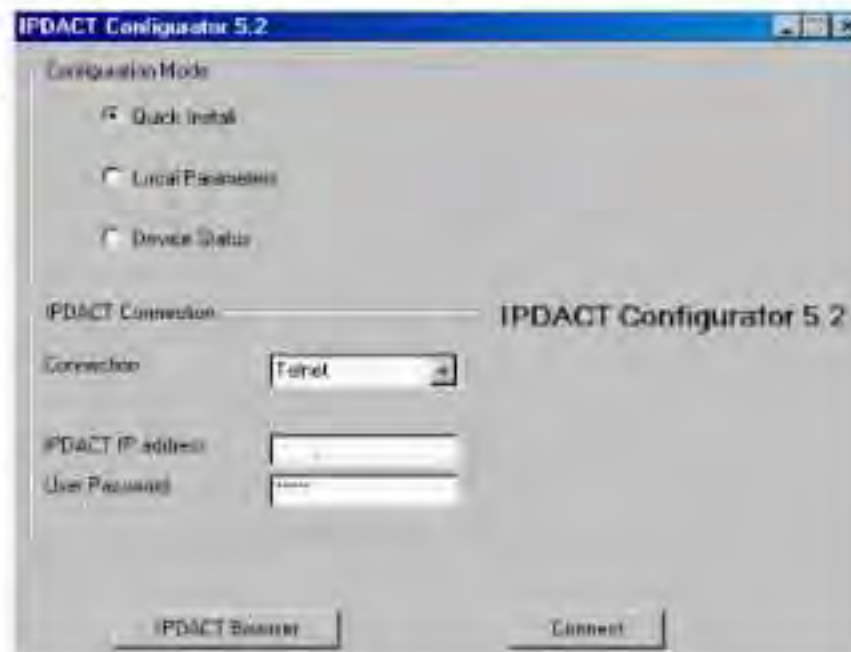 IPDACT Configurator 5.2
Configuration Mode
Quick Install
Local Parameters
Device Status
IPDACT Connection
IPDACT Configurator 5.2
Connection
Telnet
IPDACT IP address
User Password
*****
IPDACT Browser
Connect